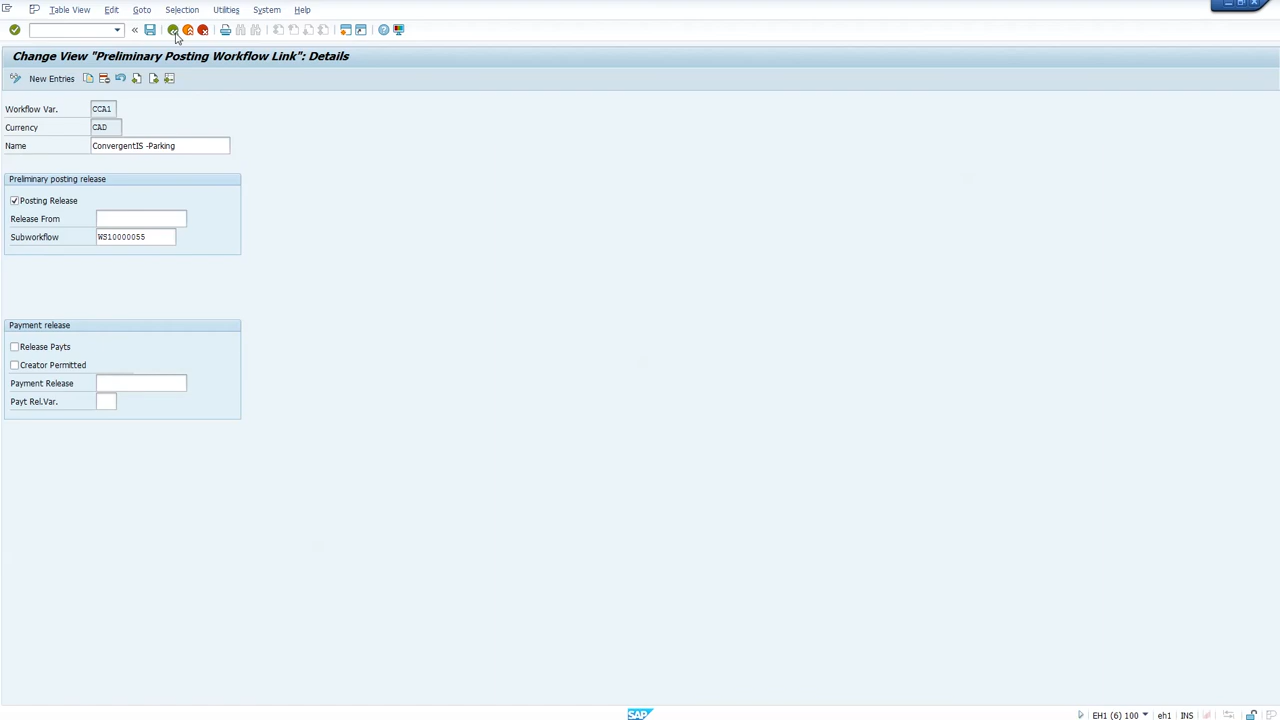 Table View Edit Goto Selection Utilities System Help
Change View "Preliminary Posting Workflow Link": Details
New Entries
Workflow Var. CCA1
Currency CAD
Name ConvergentIS -Parking
Preliminary posting release
Posting Release
Release From
Subworkflow WS10000055
Payment release
Release Payts
Creator Permitted
Payment Release
Payt Rel.Var.
SAP EH1 (6) 100 eh1 INS